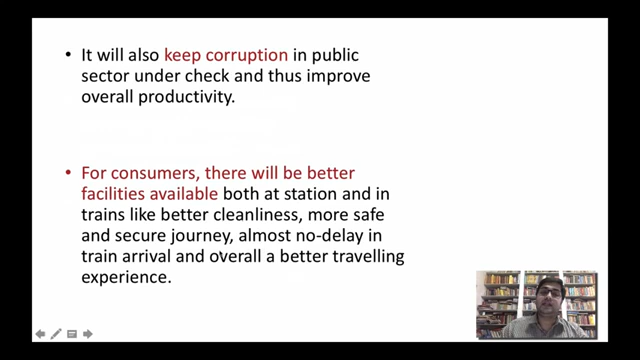 • It will also keep corruption in public
sector under check and thus improve
overall productivity.
• For consumers, there will be better
facilities available both at station and in
trains like better cleanliness, more safe
and secure journey, almost no-delay in
train arrival and overall a better travelling
experience.